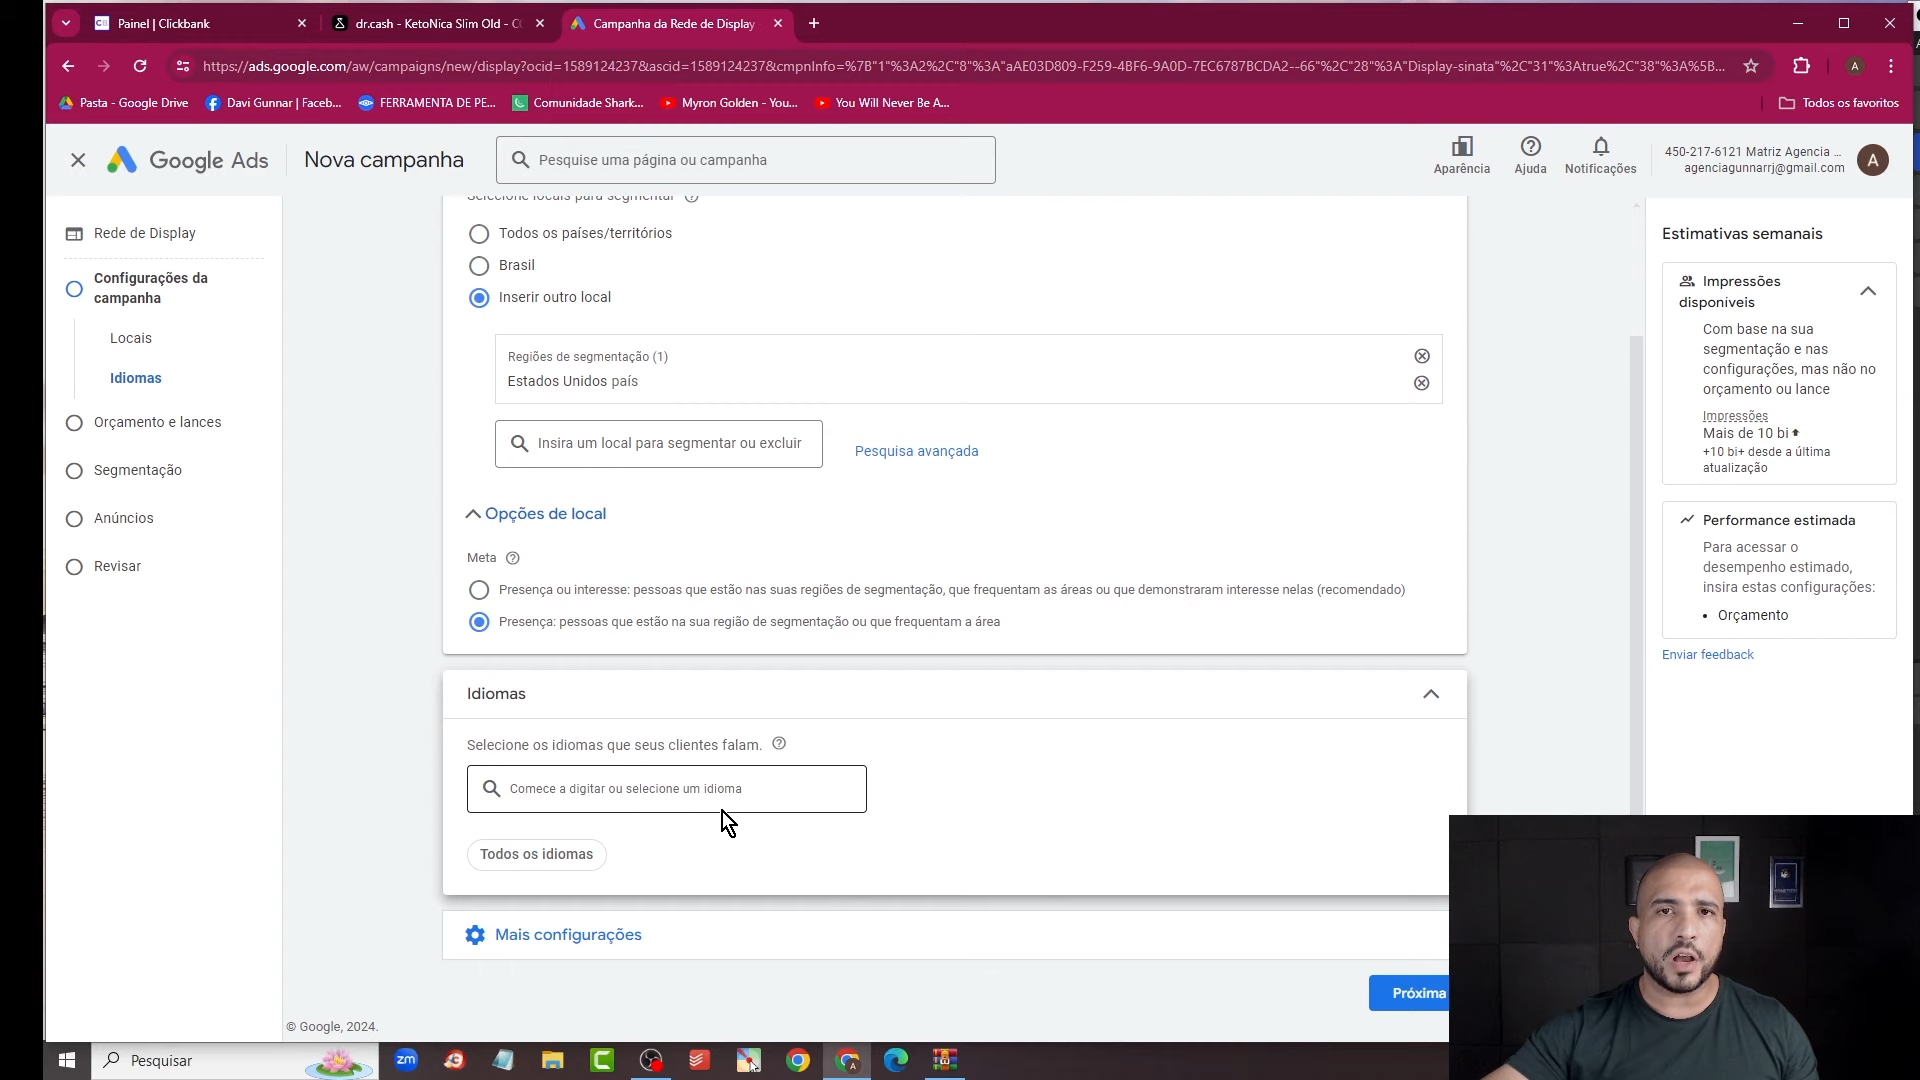 Painel | Clickbank
dr.cash - KetoNica Slim Old - C
Campanha da Rede de Display
https://ads.google.com/aw/campaigns/new/display?ocid=1589124237&ascid=1589124237&cmpnInfo=%7B"1"%3A2%2C"8"%3A"aAE03D809-F259-4BF6-9A0D-7EC6787BCDA2--66"%2C"28"%3A"Display-sinata"%2C"31"%3Atrue%2C"38"%3A%5B...
A
Pasta - Google Drive
Davi Gunnar | Faceb...
FERRAMENTA DE PE...
Comunidade Shark...
Myron Golden - You...
You Will Never Be A...
Todos os favoritos
Google Ads
Nova campanha
Pesquise uma página ou campanha
Aparência
Ajuda
Notificações
450-217-6121 Matriz Agencia ...
agenciagunnarrj@gmail.com
A
Rede de Display
Configurações da
campanha
Locais
Idiomas
Orçamento e lances
Segmentação
Anúncios
Revisar
Selecione locais para segmentar
Todos os países/territórios
Brasil
Inserir outro local
Regiões de segmentação (1)
Estados Unidos país
Insira um local para segmentar ou excluir
Pesquisa avançada
Opções de local
Meta
Presença ou interesse: pessoas que estão nas suas regiões de segmentação, que frequentam as áreas ou que demonstraram interesse nelas (recomendado)
Presença: pessoas que estão na sua região de segmentação ou que frequentam a área
Idiomas
Selecione os idiomas que seus clientes falam.
Comece a digitar ou selecione um idioma
Todos os idiomas
Mais configurações
Próxima
© Google, 2024.
Estimativas semanais
Impressões
disponíveis
Com base na sua
segmentação e nas
configurações, mas não no
orçamento ou lance
Impressões
Mais de 10 bi
+10 bi+ desde a última
atualização
Performance estimada
Para acessar o
desempenho estimado,
insira estas configurações:
• Orçamento
Enviar feedback
Pesquisar
zm